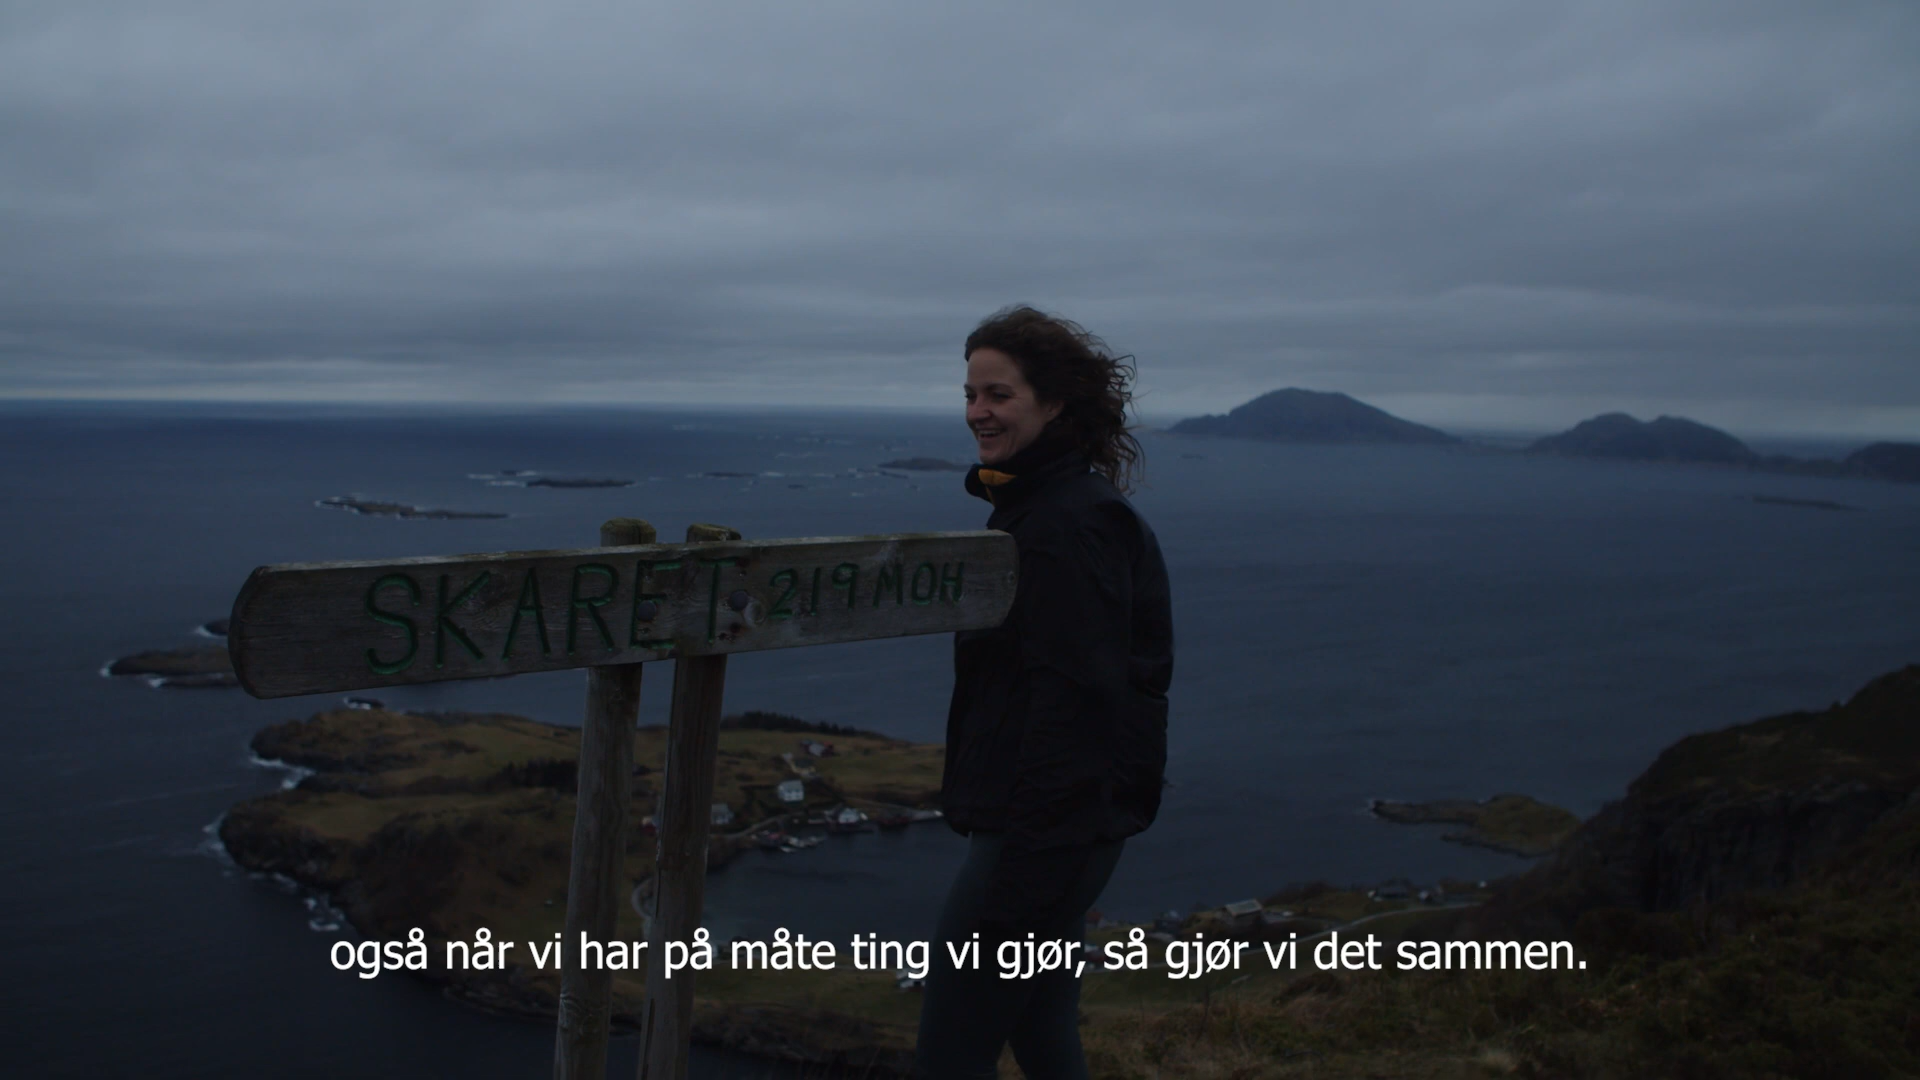 SKARET 219 MOH
også når vi har på måte ting vi gjør, så gjør vi det sammen.